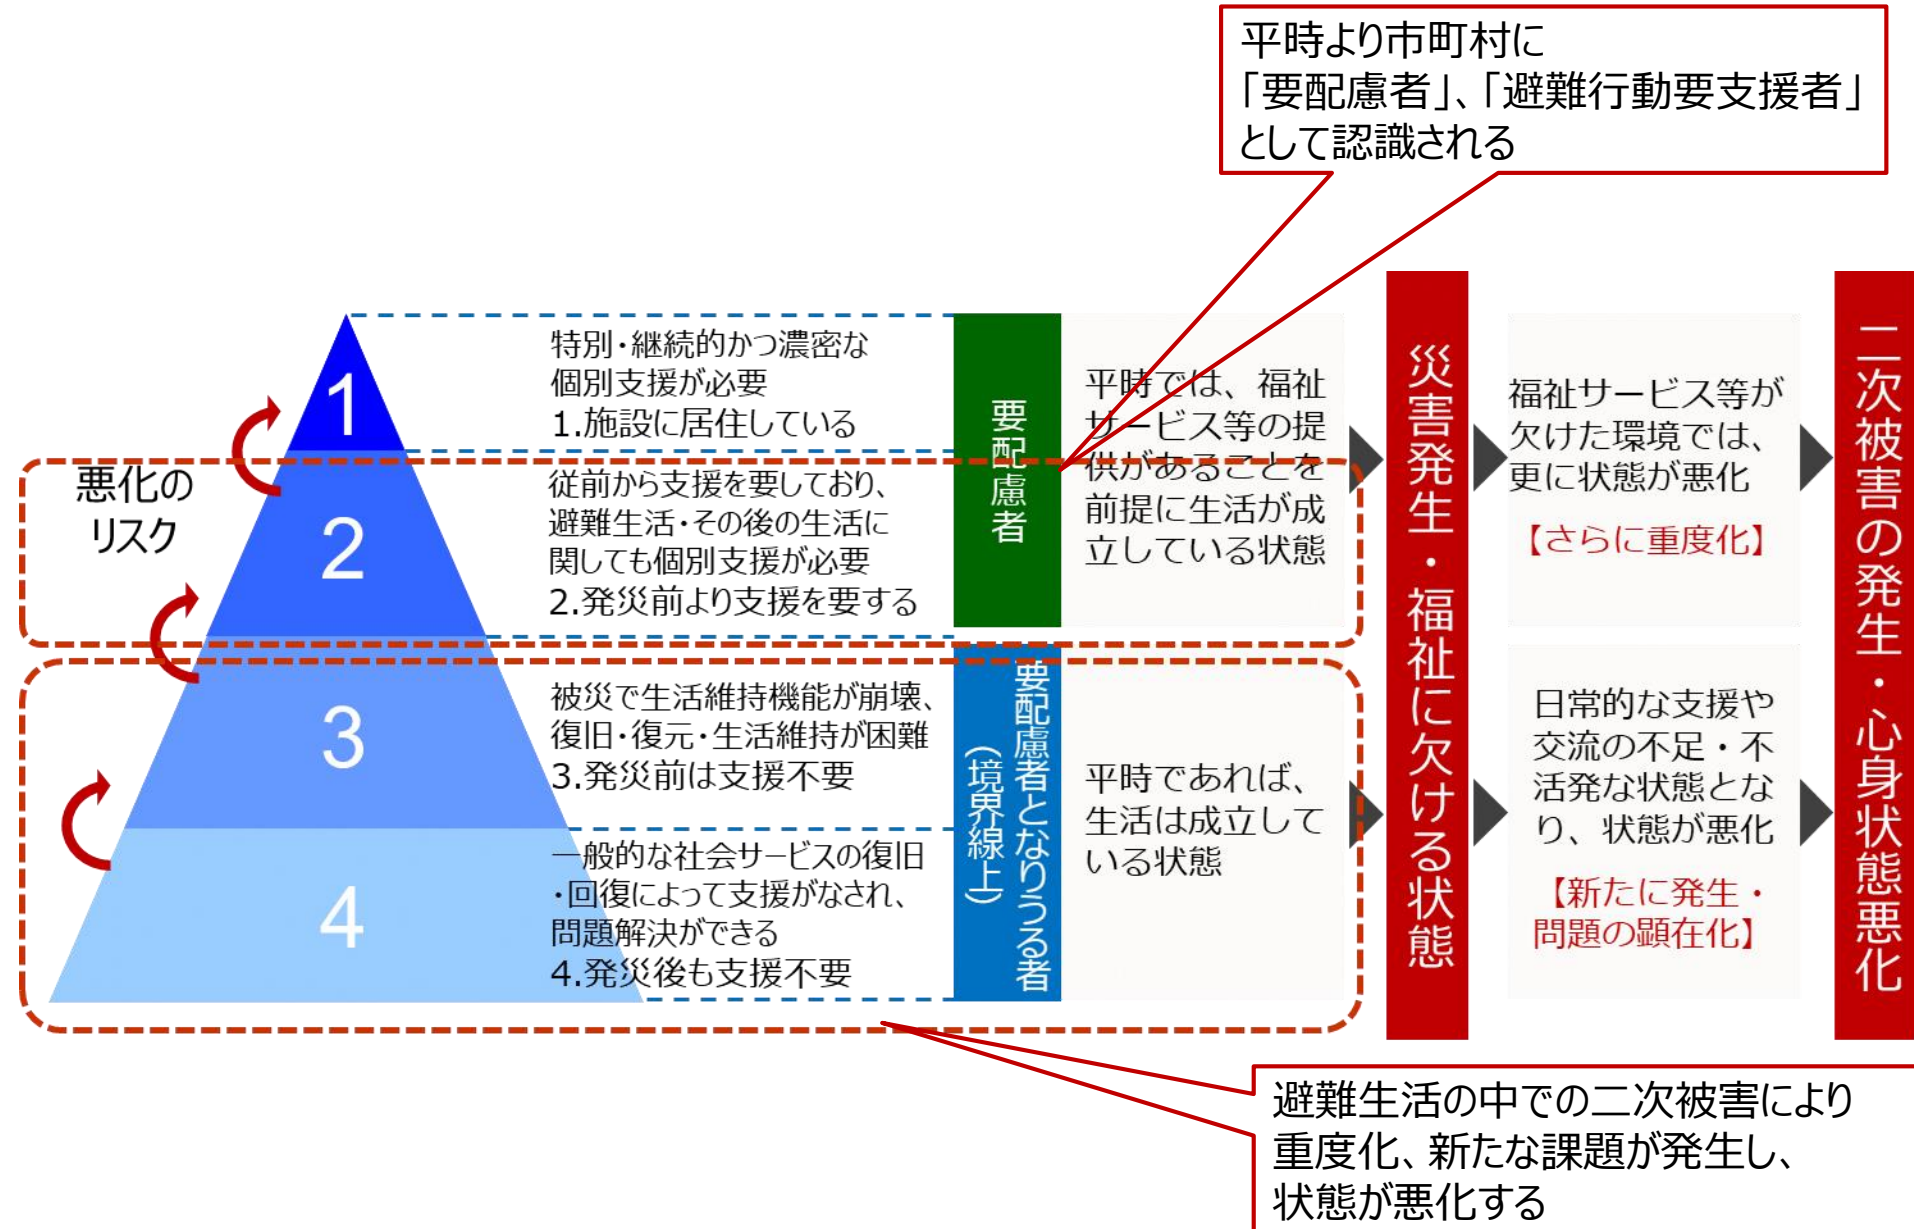 平時より市町村に
「要配慮者」、「避難行動要支援者」
として認識される
1
2
3
4
悪化の
リスク
特別・継続的かつ濃密な
個別支援が必要
1.施設に居住している
従前から支援を要しており、
避難生活・その後の生活に
関しても個別支援が必要
2.発災前より支援を要する
被災で生活維持機能が崩壊、
復旧・復元・生活維持が困難
3.発災前は支援不要
一般的な社会サービスの復旧
・回復によって支援がなされ、
問題解決ができる
4.発災後も支援不要
要配慮者
要配慮者となりうる者
（境界線上）
平時では、福祉
サービス等の提
供があることを
前提に生活が成
立している状態
平時であれば、
生活は成立して
いる状態
災害発生・福祉に欠ける状態
福祉サービス等が
欠けた環境では、
更に状態が悪化
【さらに重度化】
日常的な支援や
交流の不足・不
活発な状態とな
り、状態が悪化
【新たに発生・
問題の顕在化】
二次被害の発生・心身状態悪化
避難生活の中での二次被害により
重度化、新たな課題が発生し、
状態が悪化する